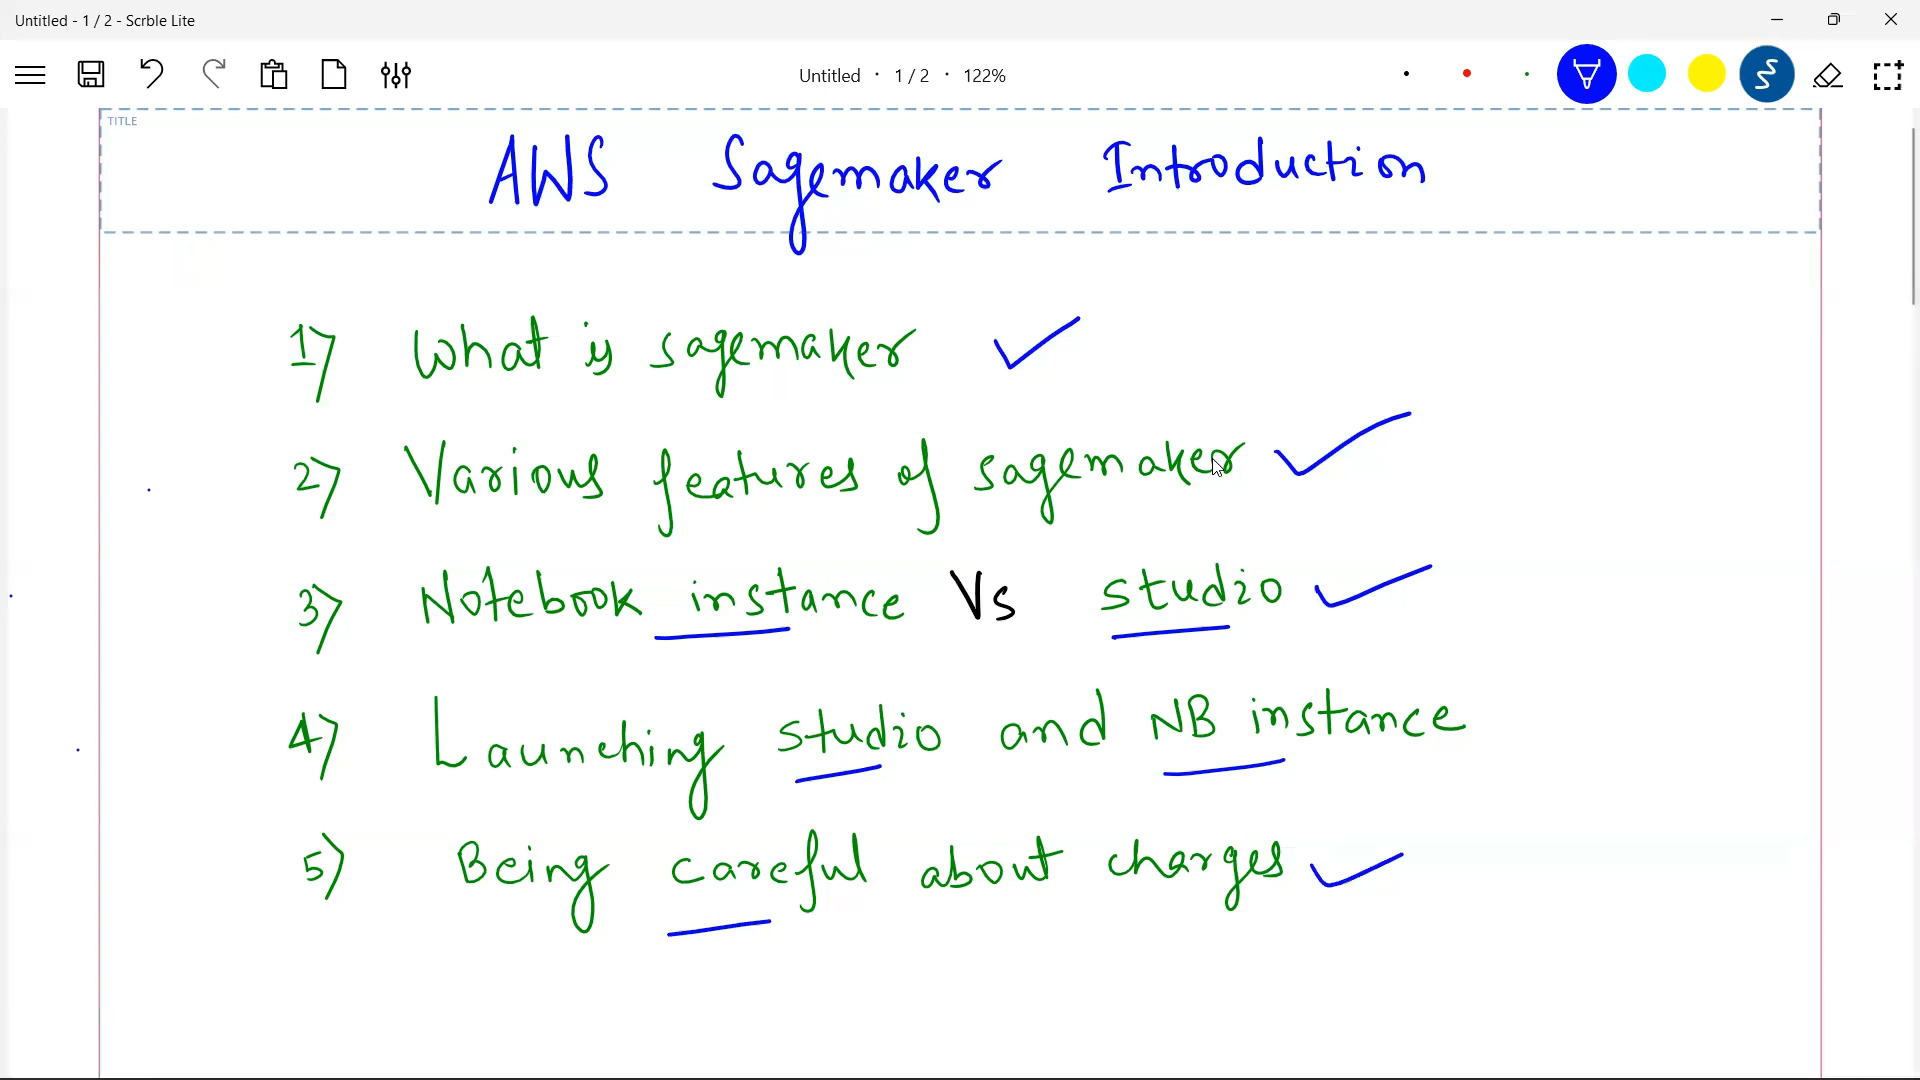 Untitled - 1 / 2 - Scrble Lite
Untitled · 1 / 2 · 122%
TITLE
AWS Sagemaker Introduction
1) What is sagemaker
2) Various features of sagemaker
3) Notebook instance Vs studio
4) Launching studio and NB instance
5) Being careful about charges